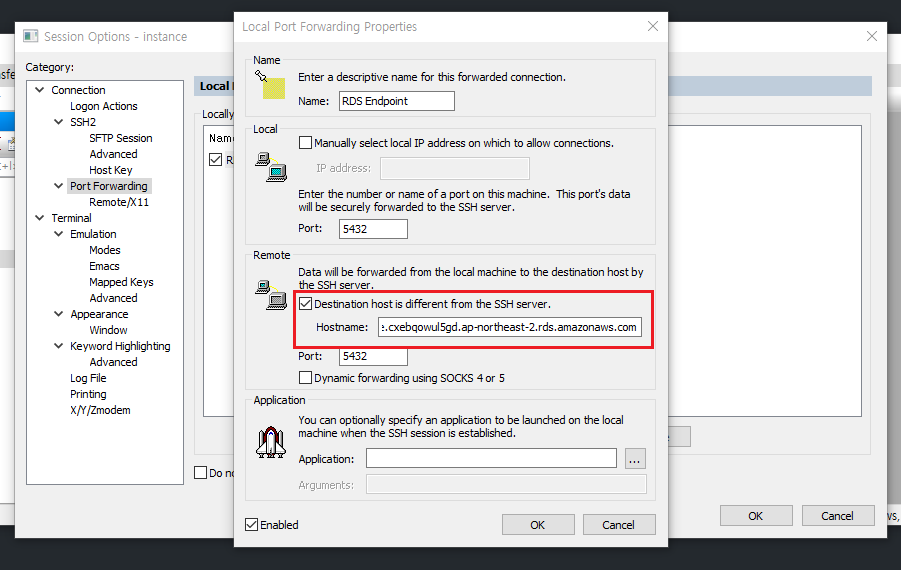 Session Options - instance
Category:
Connection
Logon Actions
SSH2
SFTP Session
Advanced
Host Key
Port Forwarding
Remote/X11
Terminal
Emulation
Modes
Emacs
Mapped Keys
Advanced
Appearance
Window
Keyword Highlighting
Advanced
Log File
Printing
X/Y/Zmodem
Local
Locally
Name
Do
OK
Cancel
Local Port Forwarding Properties
Name
Enter a descriptive name for this forwarded connection.
Name: RDS Endpoint
Local
Manually select local IP address on which to allow connections.
IP address:
Enter the number or name of a port on this machine. This port's data
will be securely forwarded to the SSH server.
Port: 5432
Remote
Data will be forwarded from the local machine to the destination host by
the SSH server.
Destination host is different from the SSH server.
Hostname: e.cxebqowul5gd.ap-northeast-2.rds.amazonaws.com
Port: 5432
Dynamic forwarding using SOCKS 4 or 5
Application
You can optionally specify an application to be launched on the local
machine when the SSH session is established.
Application: ...
Arguments:
Enabled
OK
Cancel